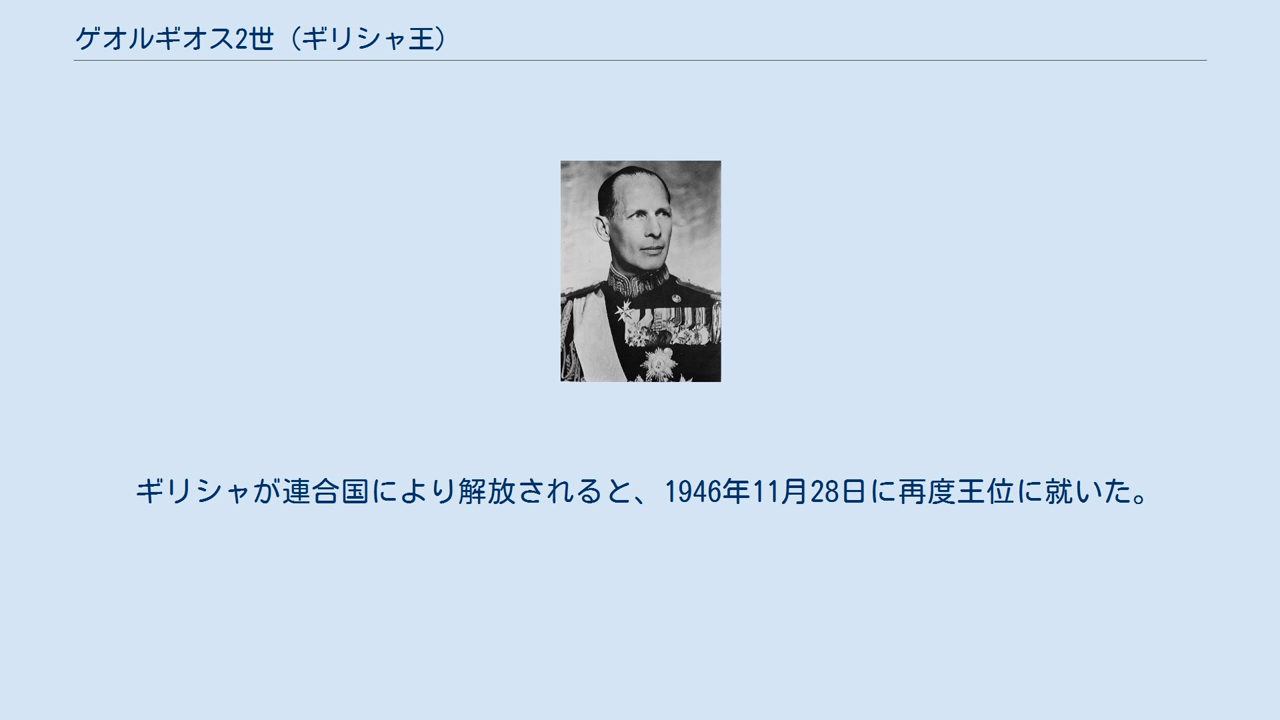 ゲオルギオス2世（ギリシャ王）
ギリシャが連合国により解放されると、1946年11月28日に再度王位に就いた。